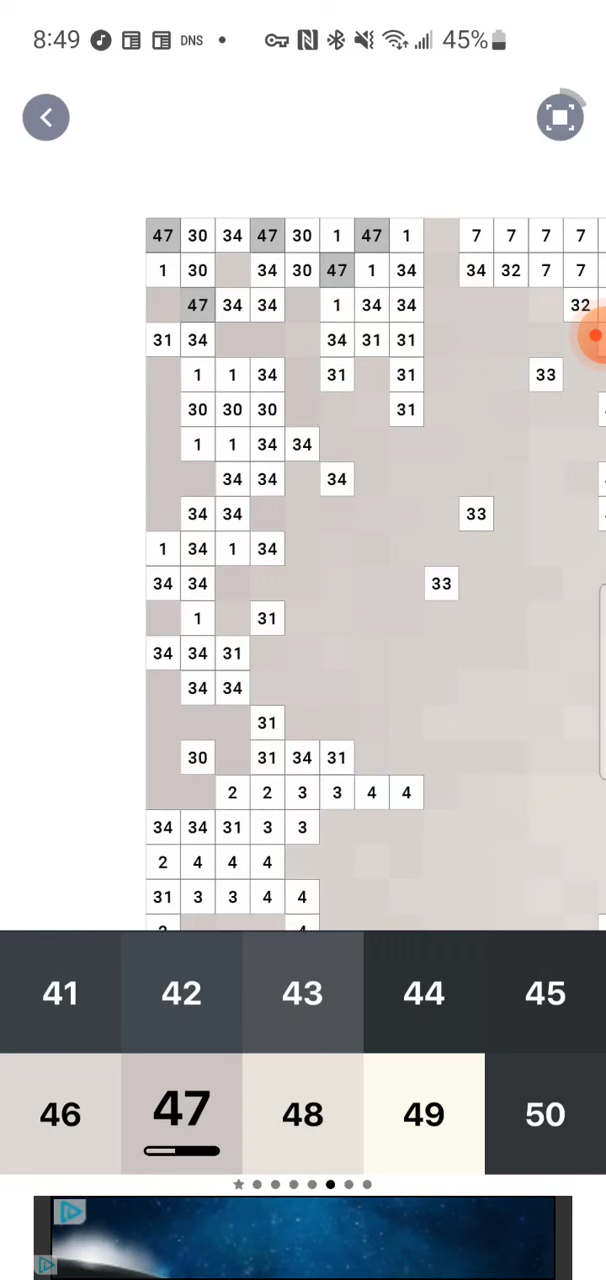 8:49 DNS 45%
47 30 34 47 30 1 47 1 7 7 7 7
1 30 34 30 47 1 34 34 32 7 7
47 34 34 1 34 34 32
31 34 34 31 31
1 1 34 31 31 33
30 30 30 31
1 1 34 34
34 34 34
34 34 33
1 34 1 34
34 34 33
1 31
34 34 31
34 34
31
30 31 34 31
2 2 3 3 4 4
34 34 31 3 3
2 4 4 4
31 3 3 4 4
41 42 43 44 45
46 47 48 49 50